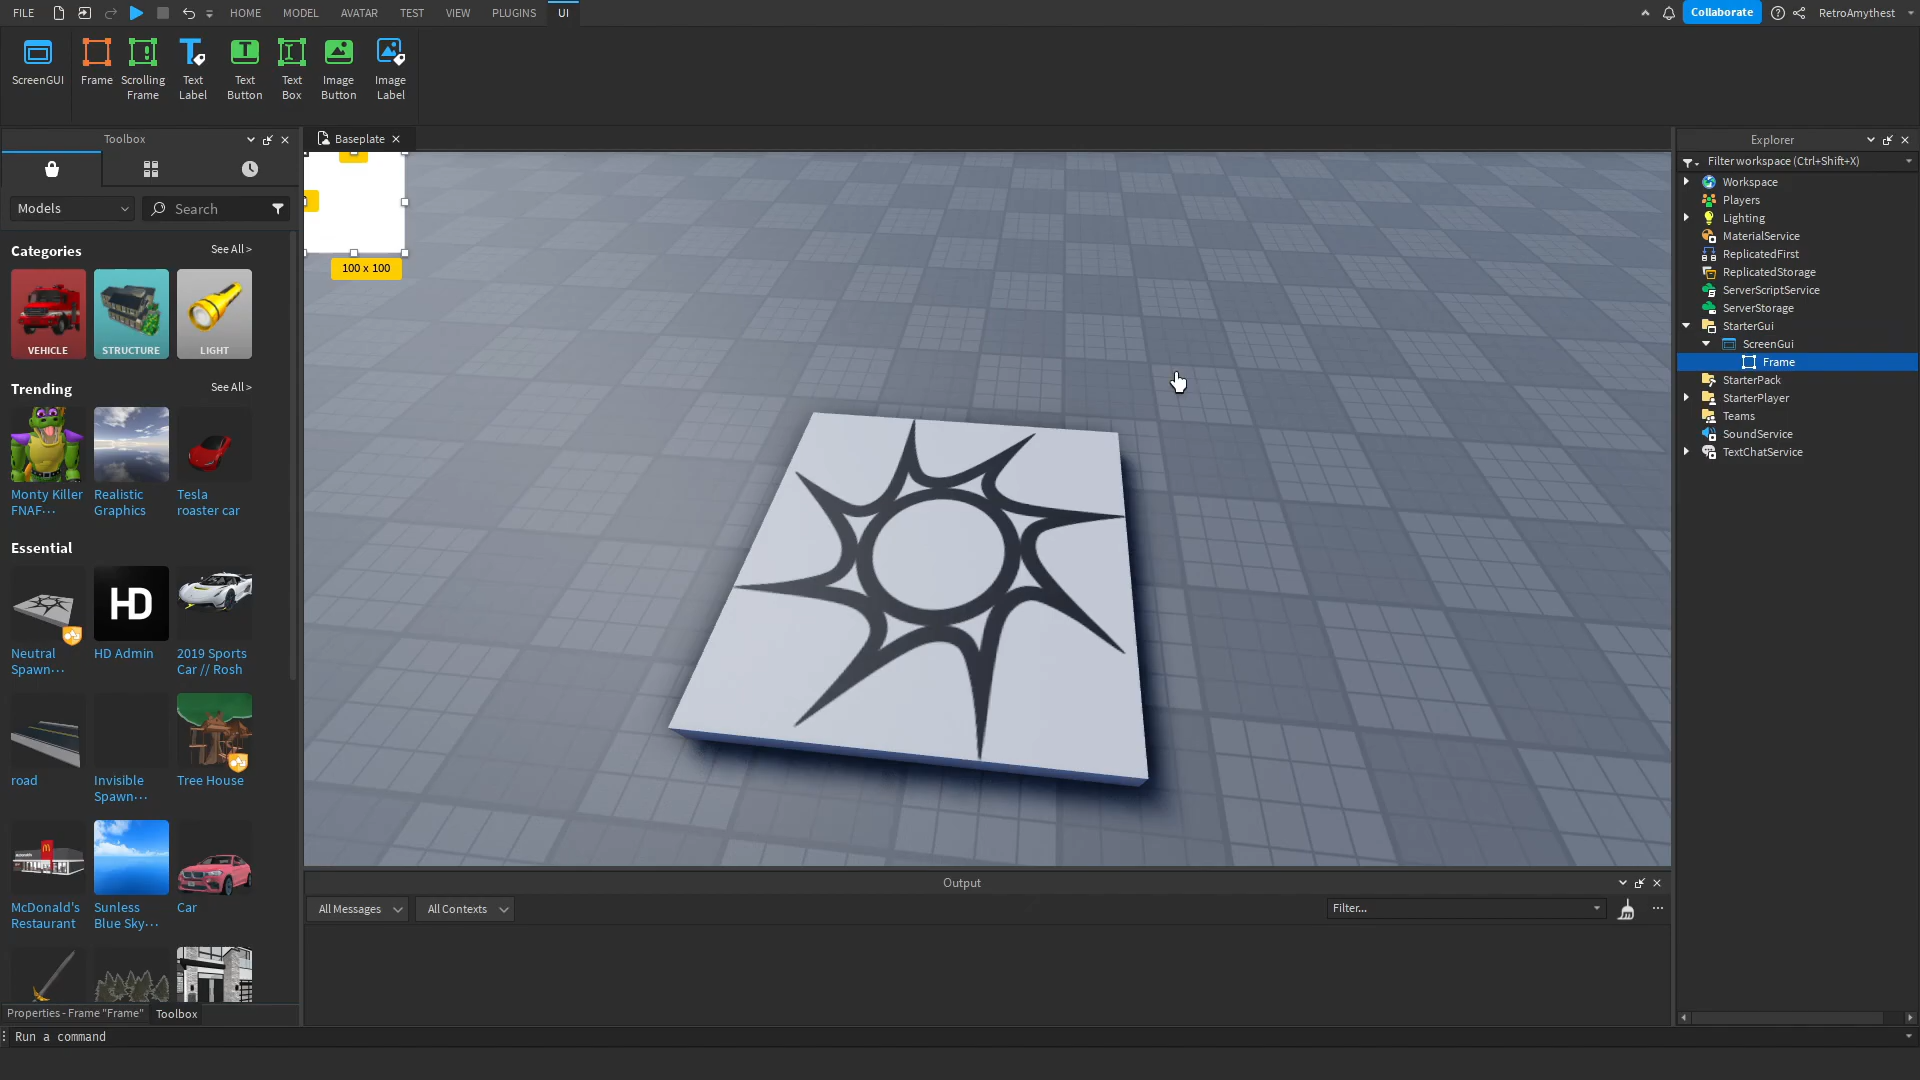 FILE
HOME
MODEL
AVATAR
TEST
VIEW
PLUGINS
UI
Collaborate
RetroAmythest
ScreenGUI
Frame
Scrolling
Frame
Text
Label
Text
Button
Text
Box
Image
Button
Image
Label
Toolbox
Models
Search
Categories
See All >
VEHICLE
STRUCTURE
LIGHT
Trending
See All >
Monty Killer
FNAF...
Realistic
Graphics
Tesla
roaster car
Essential
Neutral
Spawn...
HD
HD Admin
2019 Sports
Car // Rosh
road
Invisible
Spawn...
Tree House
McDonald's
Restaurant
Sunless
Blue Sky...
Car
Properties - Frame "Frame"
Toolbox
Run a command
Baseplate
100 x 100
Output
All Messages
All Contexts
Filter...
Explorer
Filter workspace (Ctrl+Shift+X)
Workspace
Players
Lighting
MaterialService
ReplicatedFirst
ReplicatedStorage
ServerScriptService
ServerStorage
StarterGui
ScreenGui
Frame
StarterPack
StarterPlayer
Teams
SoundService
TextChatService